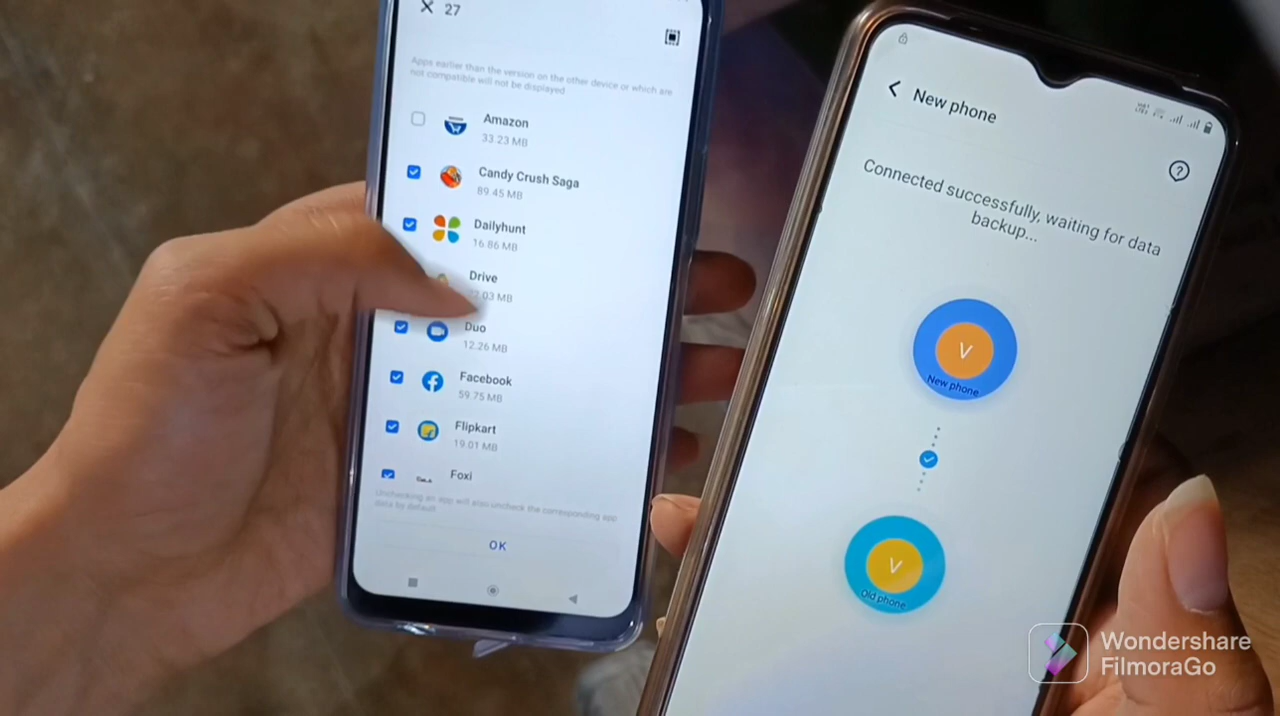 27
Apps earlier than the version on the other device or which are
not compatible will not be displayed
Amazon
33 23 MB
Candy Crush Saga
89.45 MB
Dailyhunt
16.86 MB
Drive
.03 MB
Duo
12.26 MB
Facebook
59.75 MB
Flipkart
19.01 MB
Foxi
Unchecking an app will also uncheck the corresponding app
data by default
OK
New phone
?
Connected successfully, waiting for data
backup...
V
New phone
V
Old phone
Wondershare
FilmoraGo